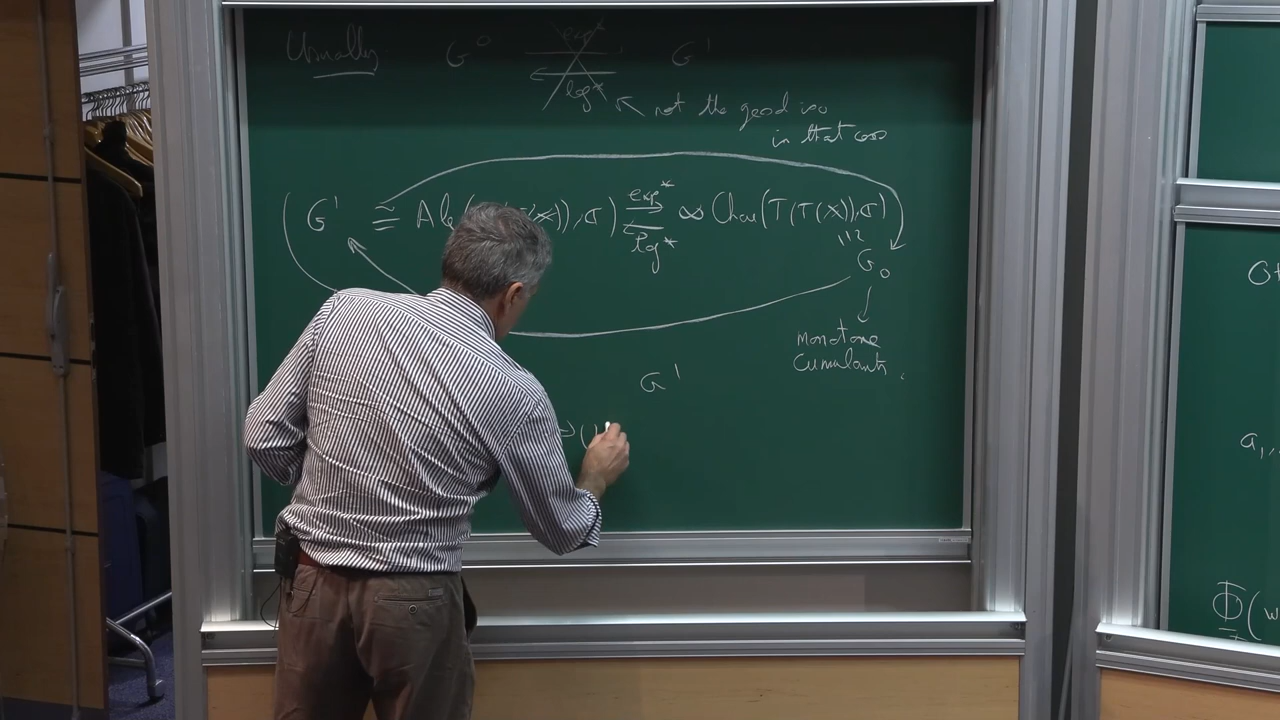 Usually G⁰ exp* G¹
log*
not the good iso
in that case
G¹ ≅ Al T(X)), σ) exp* log* ∝ Char(T(T(X)), σ)
G₀
monotone
cumulants.
G¹
Φ(w